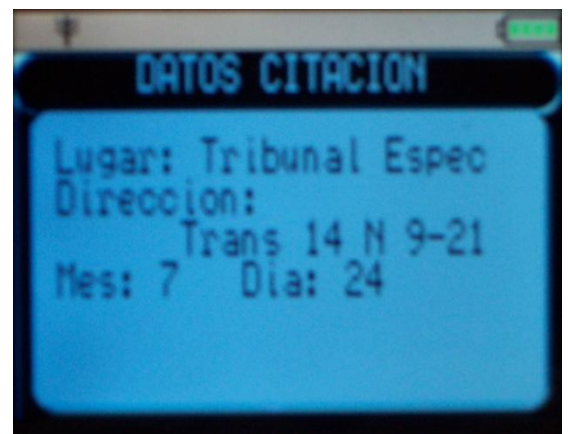 DATOS CITACION
Lugar: Tribunal Espec
Direccion:
Trans 14 N 9-21
Mes: 7 Dia: 24